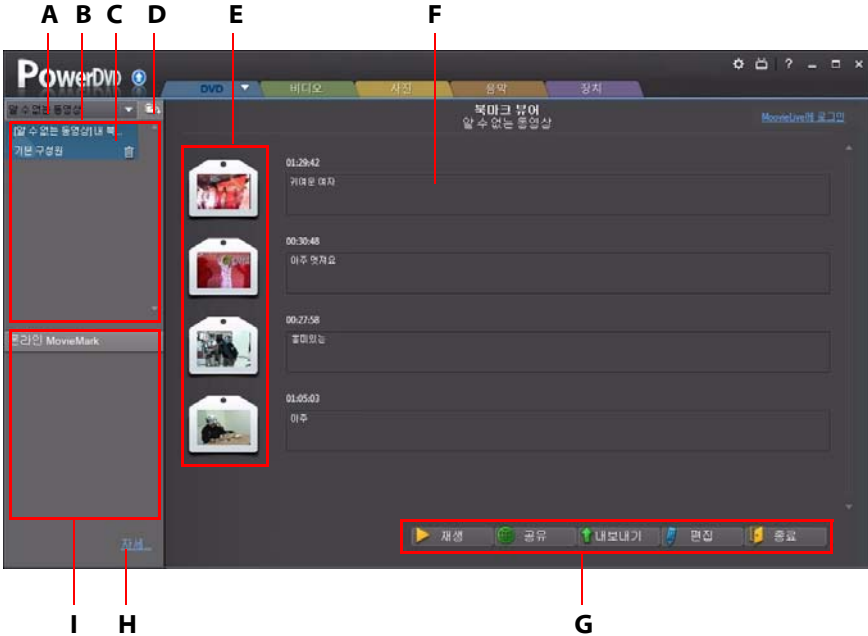 A B C D E F
PowerDVD
?
DVD 비디오 사진 음악 장치
알 수 없는 동영상
북마크 뷰어
알 수 없는 동영상
MoovieLive에 로그인
[알 수 없는 동영상] 내 북...
기본 구성원
01:29:42
귀여운 여자
00:30:48
아주 멋져요
00:27:58
흥미있는
01:05:03
아주
온라인 MovieMark
자세...
재생 공유 내보내기 편집 종료
I H G